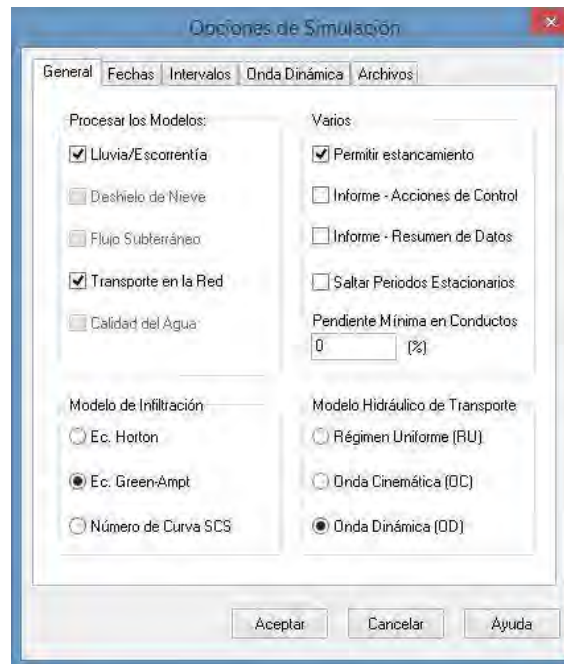 Opciones de Simulación
General Fechas Intervalos Onda Dinámica Archivos
Procesar los Modelos:
Lluvia/Escorrentía
Deshielo de Nieve
Flujo Subterráneo
Transporte en la Red
Calidad del Agua
Varios
Permitir estancamiento
Informe - Acciones de Control
Informe - Resumen de Datos
Saltar Periodos Estacionarios
Pendiente Mínima en Conductos
0 (%)
Modelo de Infiltración
Ec. Horton
Ec. Green-Ampt
Número de Curva SCS
Modelo Hidráulico de Transporte
Régimen Uniforme (RU)
Onda Cinemática (OC)
Onda Dinámica (OD)
Aceptar Cancelar Ayuda